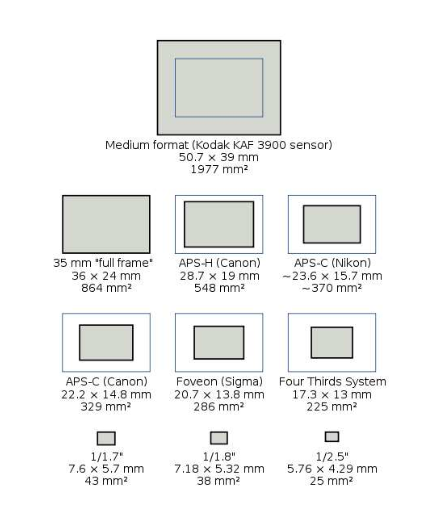 Medium format (Kodak KAF 3900 sensor)
50.7 × 39 mm
1977 mm²
35 mm "full frame"
36 × 24 mm
864 mm²
APS-H (Canon)
28.7 × 19 mm
548 mm²
APS-C (Nikon)
~23.6 × 15.7 mm
~370 mm²
APS-C (Canon)
22.2 × 14.8 mm
329 mm²
Foveon (Sigma)
20.7 × 13.8 mm
286 mm²
Four Thirds System
17.3 × 13 mm
225 mm²
1/1.7"
7.6 × 5.7 mm
43 mm²
1/1.8"
7.18 × 5.32 mm
38 mm²
1/2.5"
5.76 × 4.29 mm
25 mm²